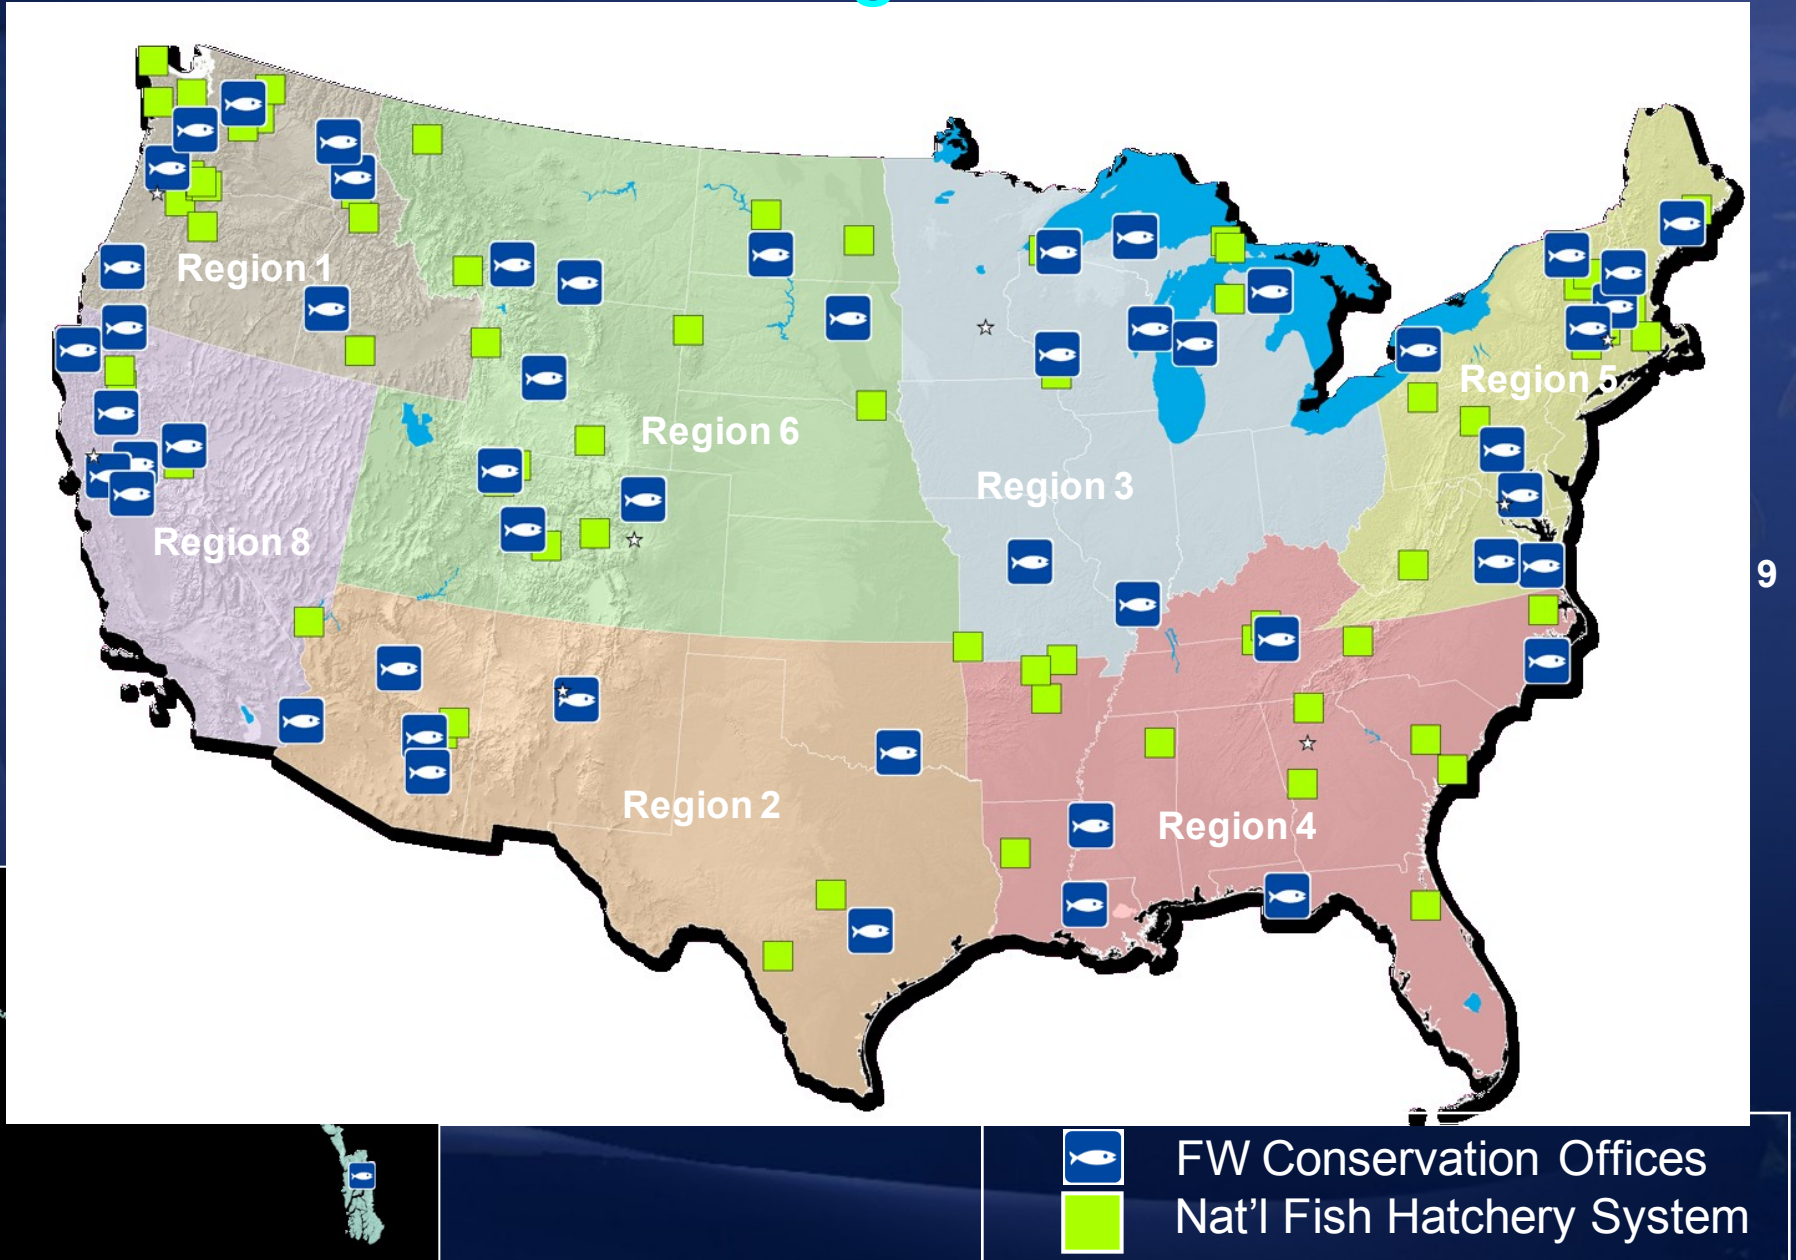 Region 1
Region 5
Region 6
Region 3
Region 8
9
Region 2
Region 4
FW Conservation Offices
Nat’l Fish Hatchery System